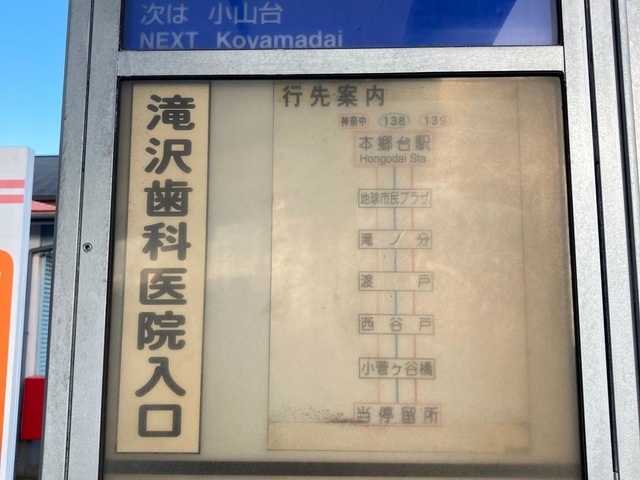 次は 小山台
NEXT Koyamadai
滝沢歯科医院入口
行先案内
神奈中 138 139
本郷台駅
Hongodai Sta.
地球市民プラザ
滝ノ分
渡戸
西谷戸
小菅ヶ谷橋
当停留所